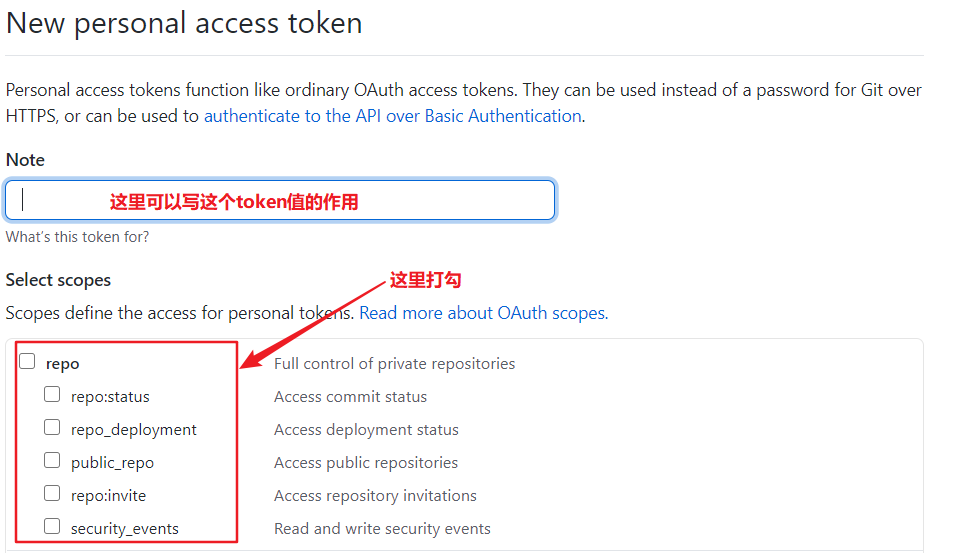 New personal access token
Personal access tokens function like ordinary OAuth access tokens. They can be used instead of a password for Git over
HTTPS, or can be used to authenticate to the API over Basic Authentication.
Note
这里可以写这个token值的作用
What's this token for?
Select scopes
这里打勾
Scopes define the access for personal tokens. Read more about OAuth scopes.
repo Full control of private repositories
repo:status Access commit status
repo_deployment Access deployment status
public_repo Access public repositories
repo:invite Access repository invitations
security_events Read and write security events